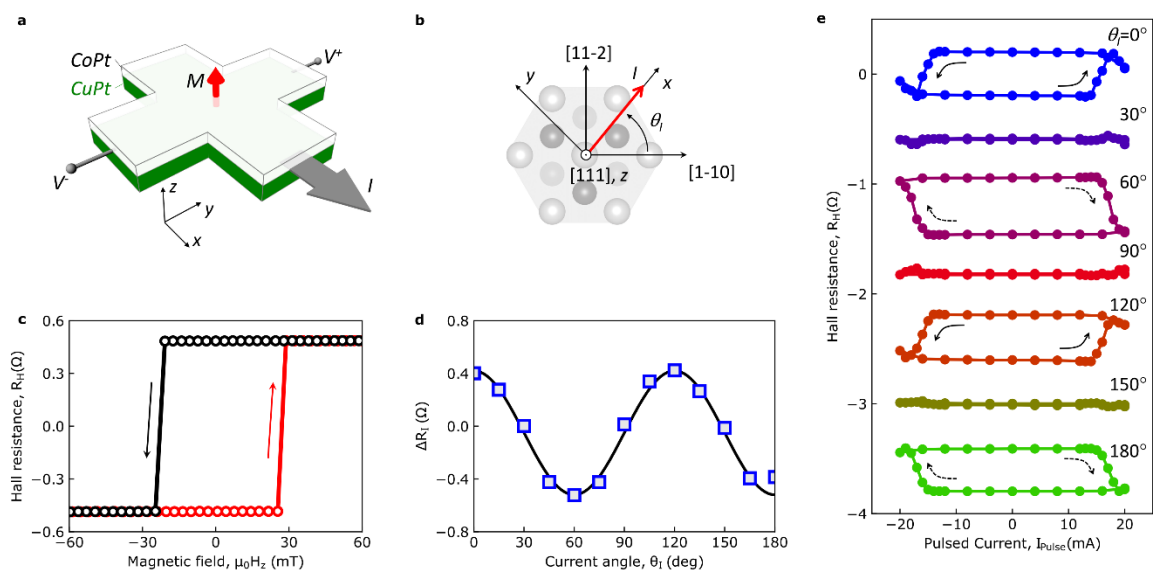 a
CoPt
CuPt
M
V+
V-
I
z
y
x
b
[11-2]
y
I
x
θI
[1-10]
[111], z
c
Hall resistance, RH(Ω)
0.6
0.3
0.0
−0.3
−0.6
−60
−30
0
30
60
Magnetic field, μ0Hz (mT)
d
ΔRI (Ω)
0.8
0.4
0.0
−0.4
−0.8
0
30
60
90
120
150
180
Current angle, θI (deg)
e
Hall resistance, RH(Ω)
0
−1
−2
−3
−4
θI=0°
30°
60°
90°
120°
150°
180°
−20
−10
0
10
20
Pulsed Current, IPulse(mA)